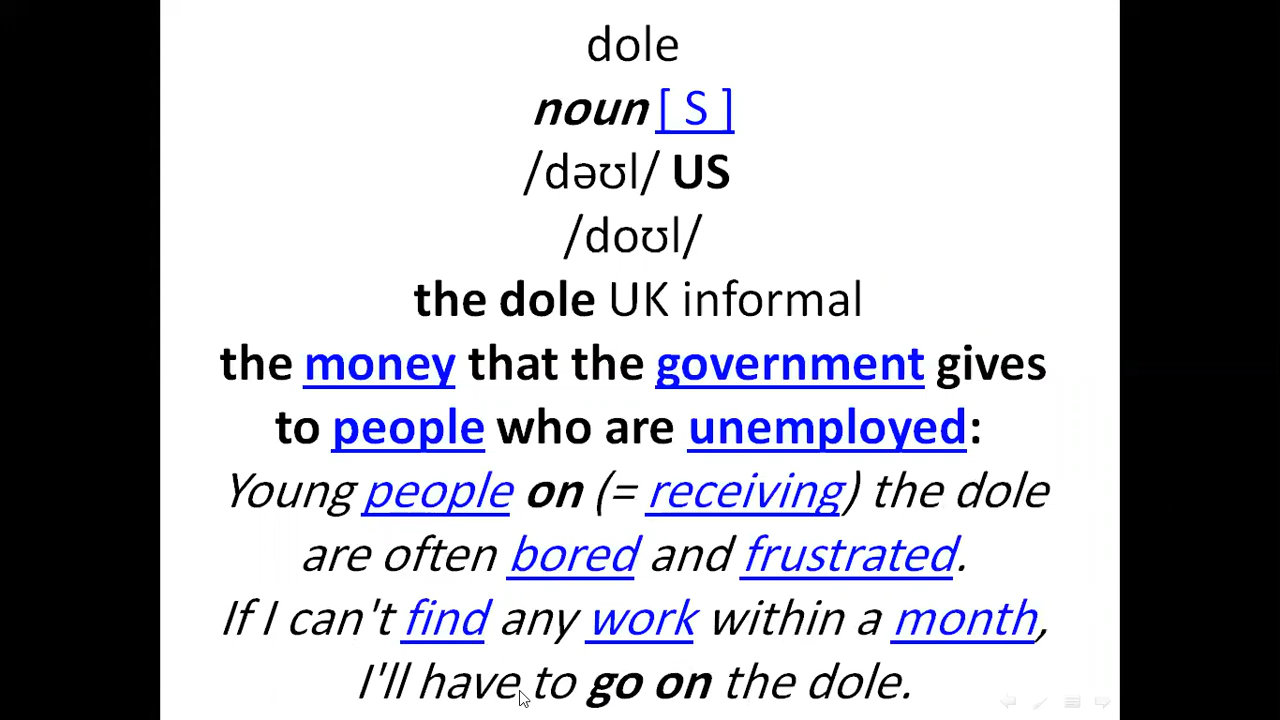 dole
noun [ S ]
/dəʊl/ US
/doʊl/
the dole UK informal
the money that the government gives
to people who are unemployed:
Young people on (= receiving) the dole
are often bored and frustrated.
If I can't find any work within a month,
I'll have to go on the dole.